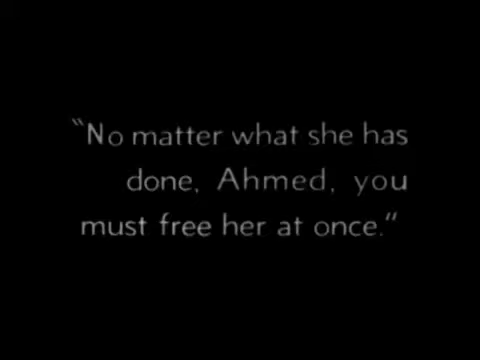 “No matter what she has
done, Ahmed, you
must free her at once.”